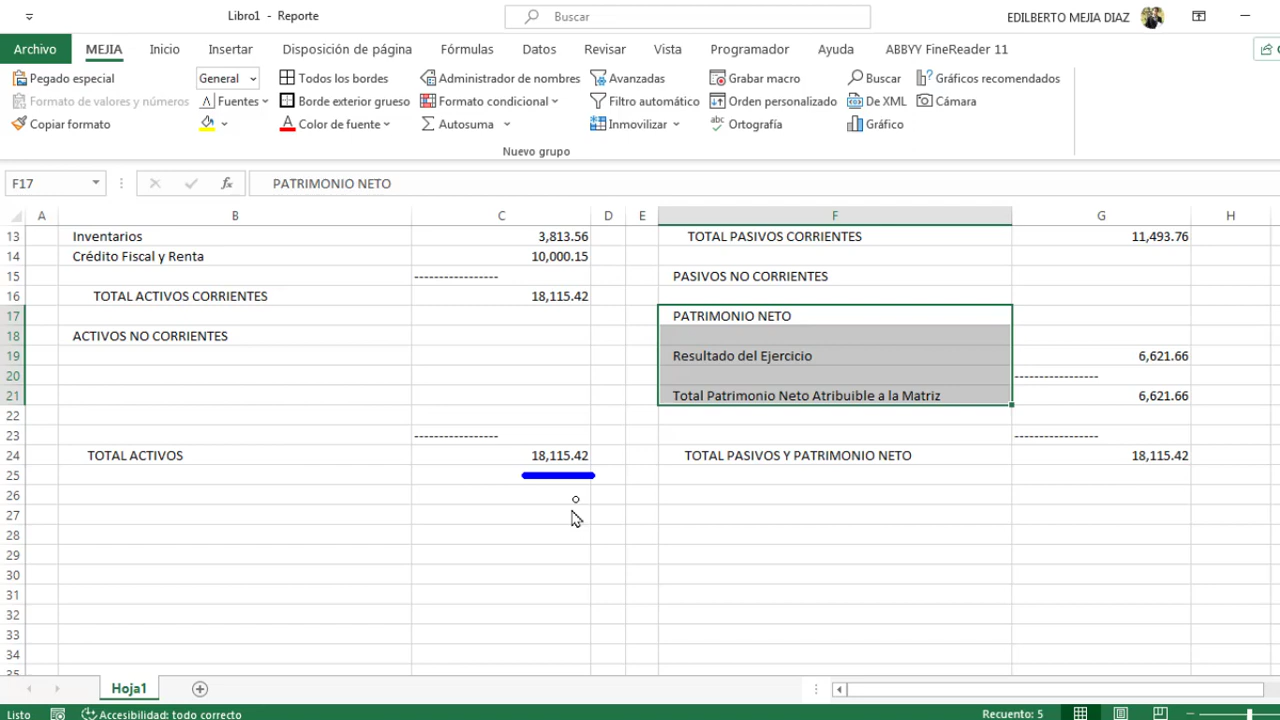 Libro1 - Reporte
Buscar
EDILBERTO MEJIA DIAZ
Archivo MEJIA Inicio Insertar Disposición de página Fórmulas Datos Revisar Vista Programador Ayuda ABBYY FineReader 11
Pegado especial General Todos los bordes Administrador de nombres Avanzadas Grabar macro Buscar Gráficos recomendados
Formato de valores y números Fuentes Borde exterior grueso Formato condicional Filtro automático Orden personalizado De XML Cámara
Copiar formato Color de fuente Autosuma Inmovilizar Ortografía Gráfico
Nuevo grupo
F17 fx PATRIMONIO NETO
A B C D E F G H
13 Inventarios 3,813.56 TOTAL PASIVOS CORRIENTES 11,493.76
14 Crédito Fiscal y Renta 10,000.15
15 ----------------- PASIVOS NO CORRIENTES
16 TOTAL ACTIVOS CORRIENTES 18,115.42
17 PATRIMONIO NETO
18 ACTIVOS NO CORRIENTES
19 Resultado del Ejercicio 6,621.66
20 -----------------
21 Total Patrimonio Neto Atribuible a la Matriz 6,621.66
22
23 ----------------- -----------------
24 TOTAL ACTIVOS 18,115.42 TOTAL PASIVOS Y PATRIMONIO NETO 18,115.42
25
26
27
28
29
30
31
32
33
34
35
Hoja1
Listo Accesibilidad: todo correcto Recuento: 5